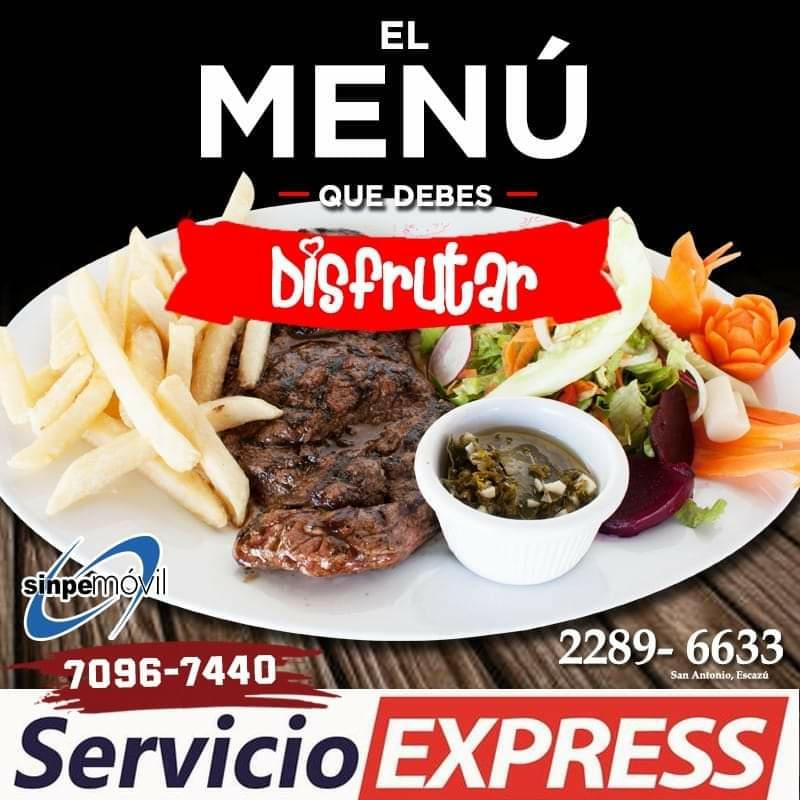 EL
MENÚ
QUE DEBES
Disfrutar
sinpemóvil
7096-7440
2289- 6633
San Antonio, Escazú
Servicio EXPRESS